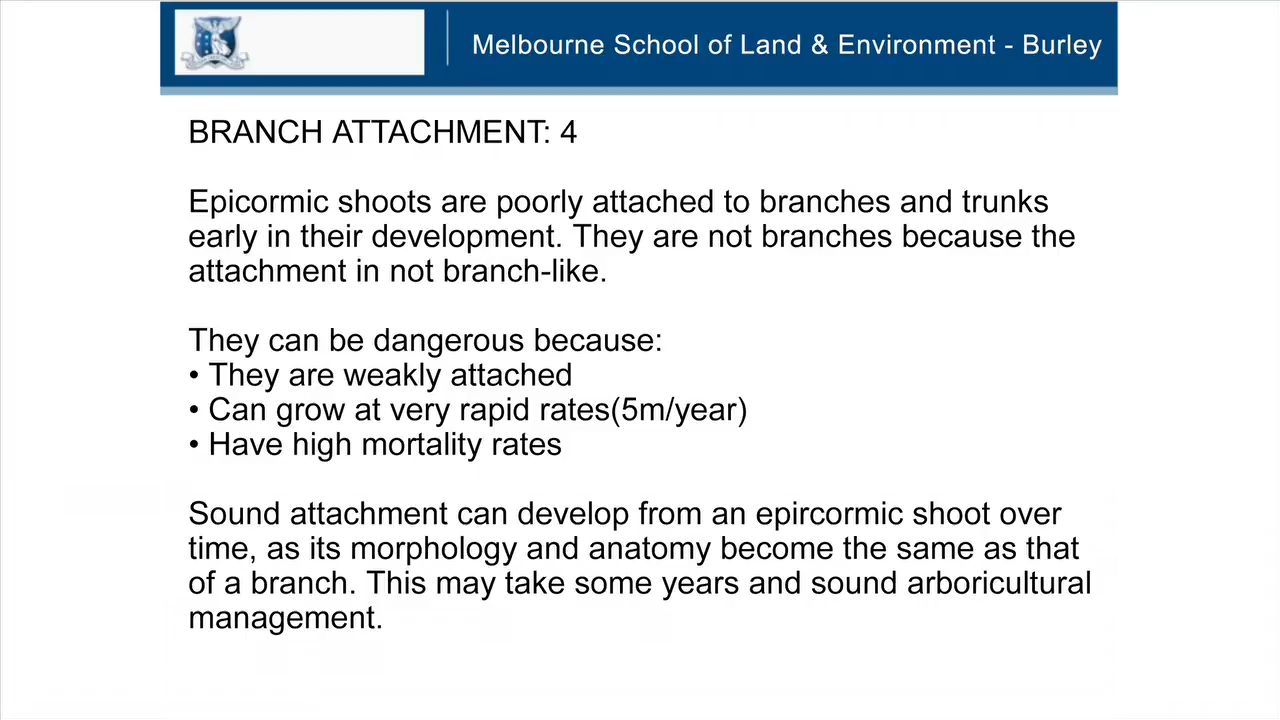 Melbourne School of Land & Environment - Burley
BRANCH ATTACHMENT: 4
Epicormic shoots are poorly attached to branches and trunks
early in their development. They are not branches because the
attachment in not branch-like.
They can be dangerous because:
• They are weakly attached
• Can grow at very rapid rates(5m/year)
• Have high mortality rates
Sound attachment can develop from an epircormic shoot over
time, as its morphology and anatomy become the same as that
of a branch. This may take some years and sound arboricultural
management.